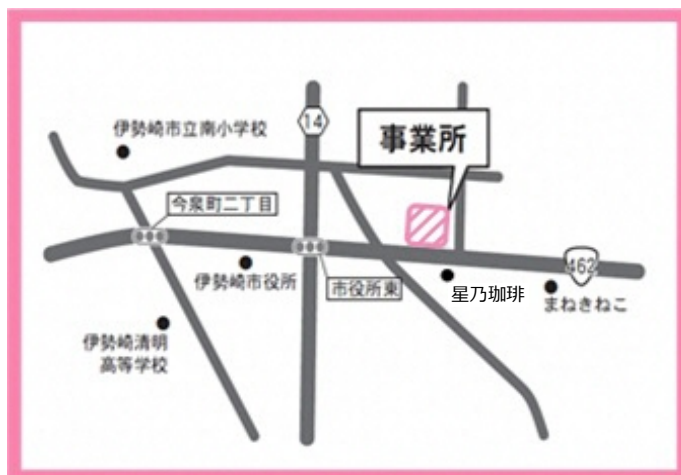 14
伊勢崎市立南小学校
事業所
今泉町二丁目
伊勢崎市役所
市役所東
462
星乃珈琲
まねきねこ
伊勢崎清明
高等学校